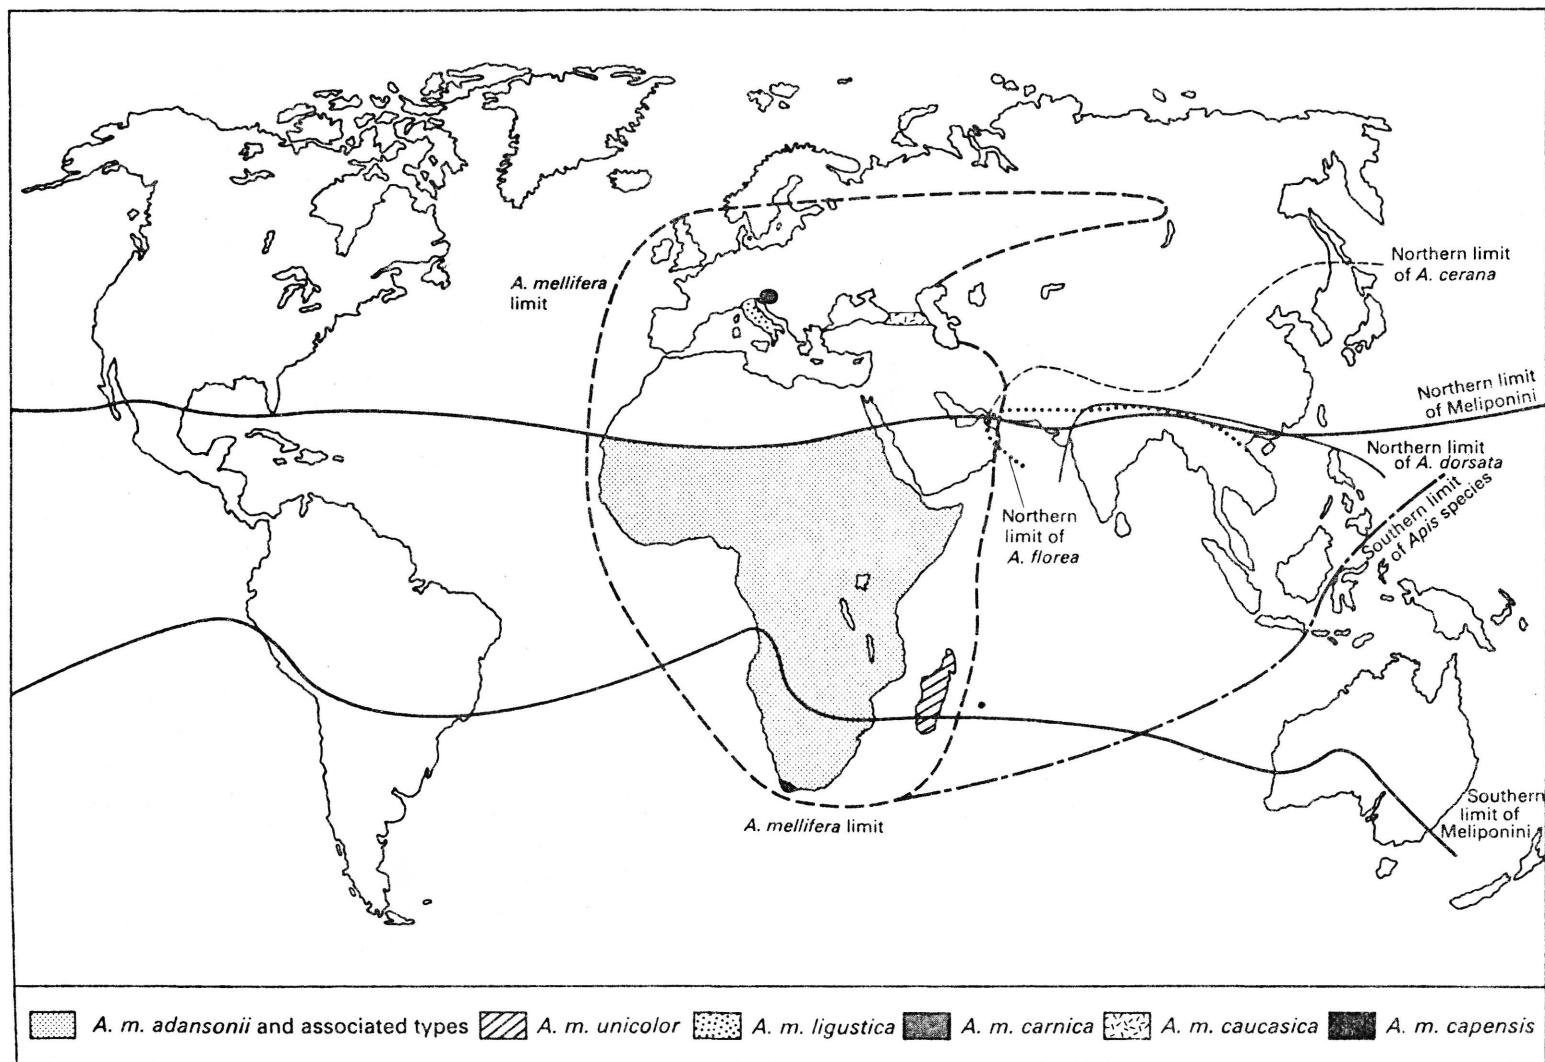 A. mellifera
limit
Northern limit
of A. cerana
Northern limit
of Meliponini
Northern limit
of A. dorsata
Southern limit
of Apis species
Northern
limit of
A. florea
Southern
limit of
Meliponini
A. mellifera limit
A. m. adansonii and associated types
A. m. unicolor
A. m. ligustica
A. m. carnica
A. m. caucasica
A. m. capensis